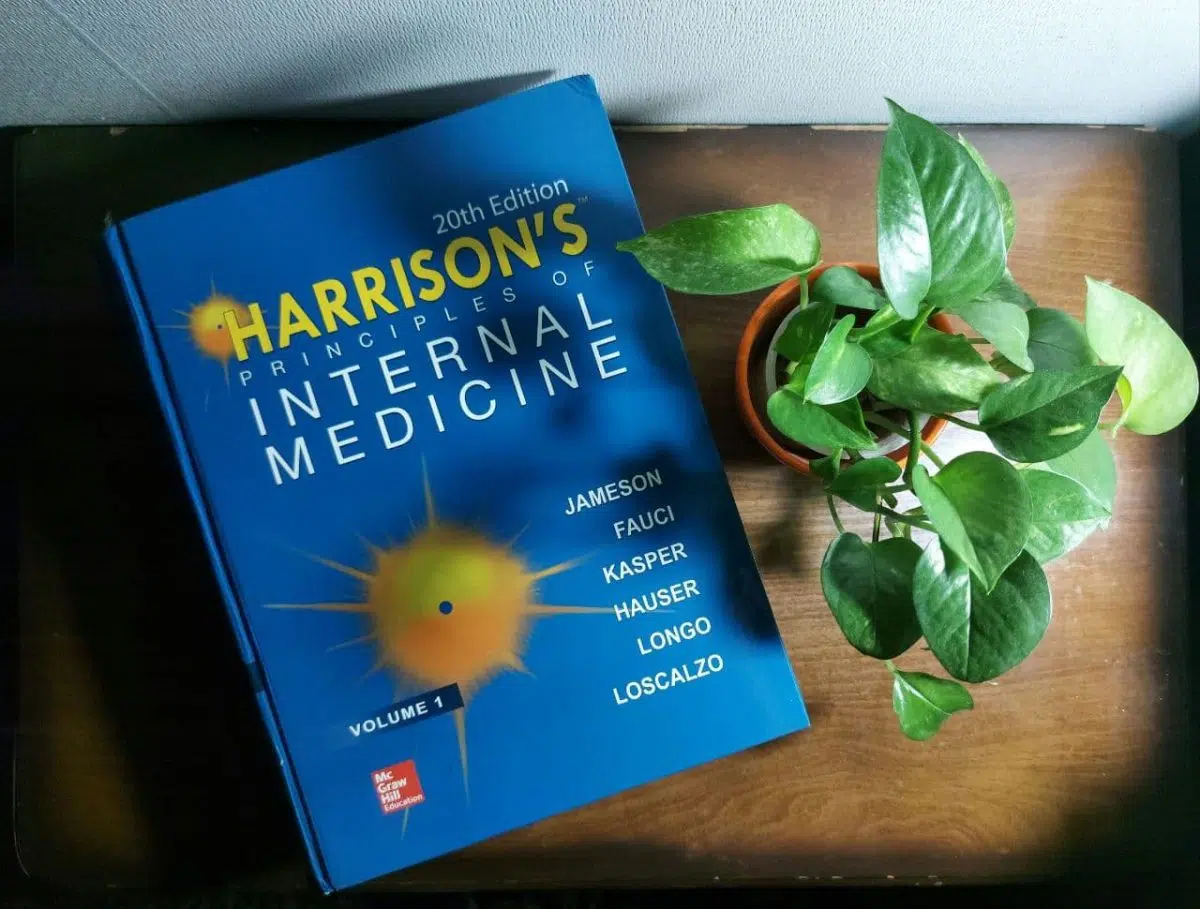 20th Edition
HARRISON'S™
PRINCIPLES OF
INTERNAL
MEDICINE
JAMESON
FAUCI
KASPER
HAUSER
LONGO
LOSCALZO
VOLUME 1
Mc
Graw
Hill
Education